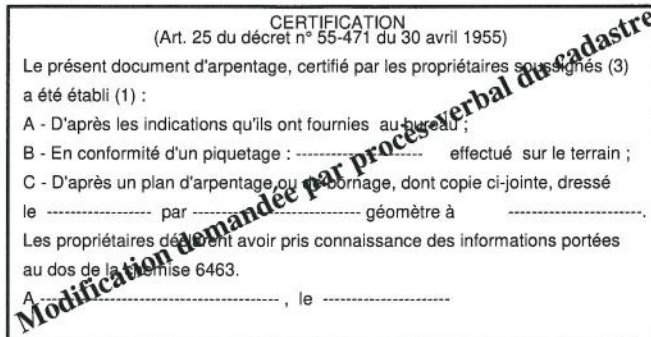 CERTIFICATION
(Art. 25 du décret n° 55-471 du 30 avril 1955)
Le présent document d'arpentage, certifié par les propriétaires soussignés (3)
a été établi (1) :
A - D'après les indications qu'ils ont fournies au bureau ;
B - En conformité d'un piquetage : --------------------- effectué sur le terrain ;
C - D'après un plan d'arpentage ou de bornage, dont copie ci-jointe, dressé
le ----------------- par --------------------------- géomètre à ----------------------.
Les propriétaires déclarent avoir pris connaissance des informations portées
au dos de la chemise 6463.
A --------------------------------------- , le ---------------------
Modification demandée par procès-verbal du cadastre